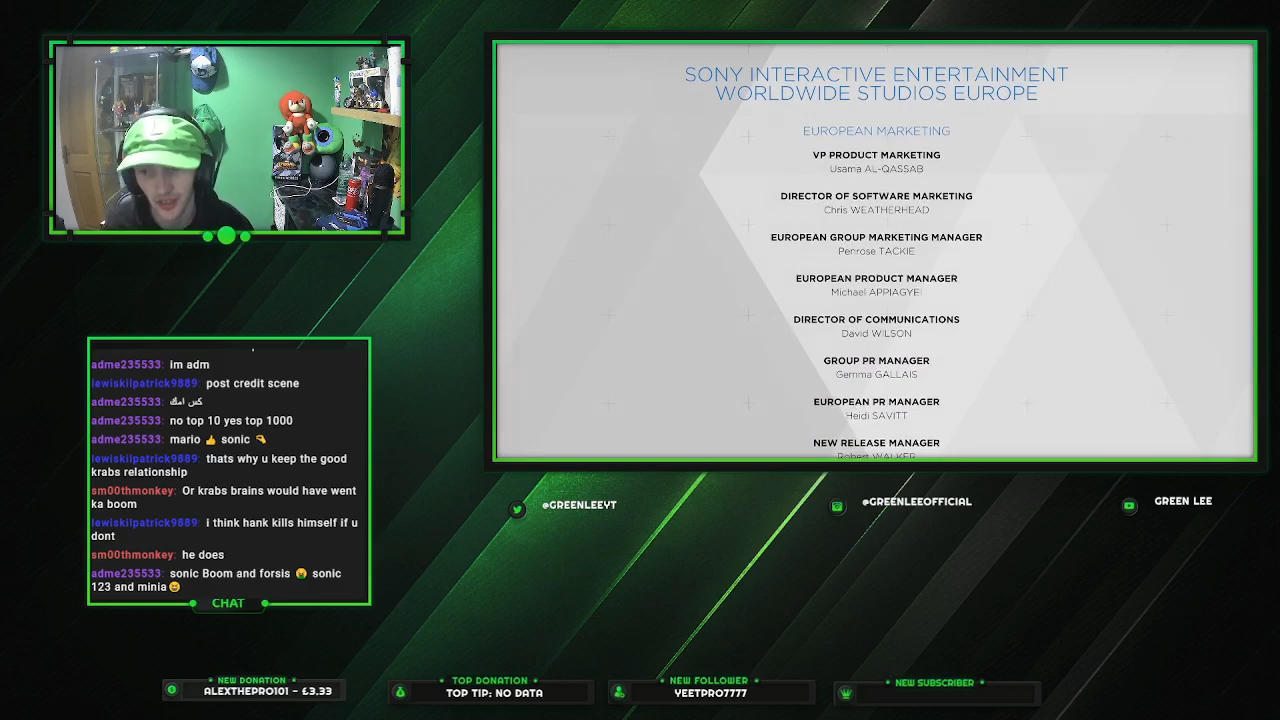 SONY INTERACTIVE ENTERTAINMENT
WORLDWIDE STUDIOS EUROPE
EUROPEAN MARKETING
VP PRODUCT MARKETING
Usama AL-QASSAB
DIRECTOR OF SOFTWARE MARKETING
Chris WEATHERHEAD
EUROPEAN GROUP MARKETING MANAGER
Penrose TACKIE
EUROPEAN PRODUCT MANAGER
Michael APPIAGYEI
DIRECTOR OF COMMUNICATIONS
David WILSON
GROUP PR MANAGER
Gemma GALLAIS
EUROPEAN PR MANAGER
Heidi SAVITT
NEW RELEASE MANAGER
Robert WALKER
adme235533: im adm
lewiskilpatrick9889: post credit scene
adme235533: كس امك
adme235533: no top 10 yes top 1000
adme235533: mario 👍 sonic 👎
lewiskilpatrick9889: thats why u keep the good
krabs relationship
sm00thmonkey: Or krabs brains would have went
ka boom
lewiskilpatrick9889: i think hank kills himself if u
dont
sm00thmonkey: he does
adme235533: sonic Boom and forsis 🤮 sonic
123 and minia 😀
CHAT
@GREENLEEYT
@GREENLEEOFFICIAL
GREEN LEE
NEW DONATION
ALEXTHEPRO101 - £3.33
TOP DONATION
TOP TIP: NO DATA
NEW FOLLOWER
YEETPRO7777
NEW SUBSCRIBER